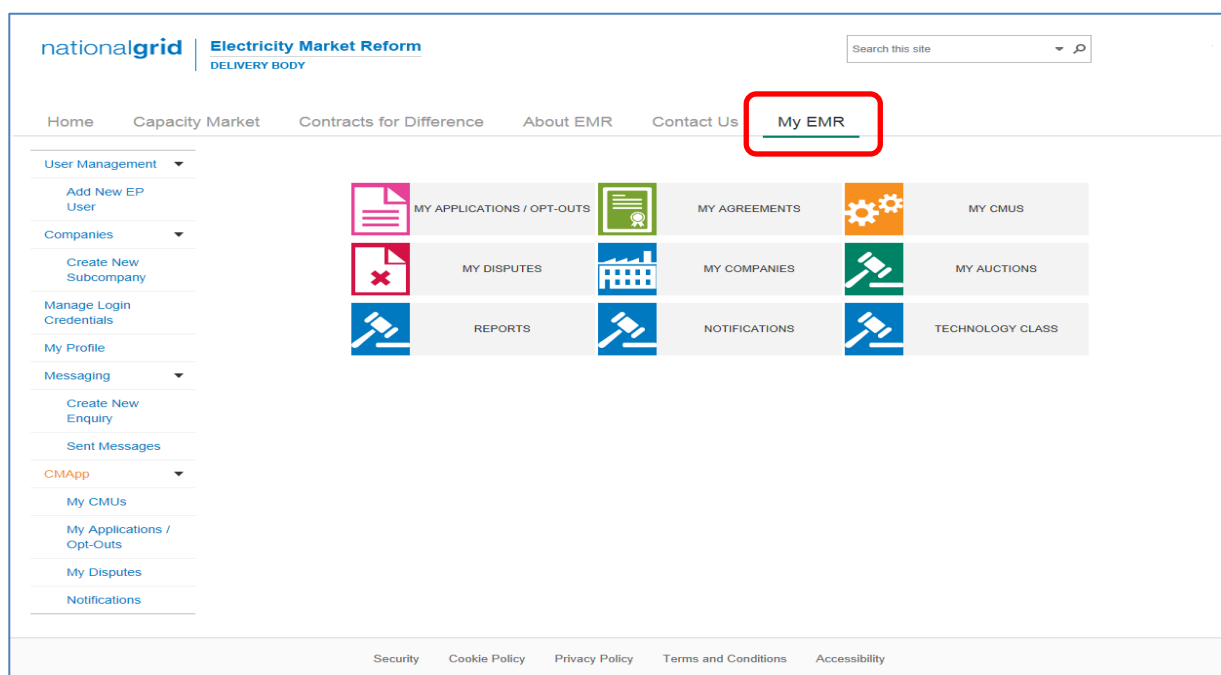 nationalgrid
Electricity Market Reform
DELIVERY BODY
Search this site
Home Capacity Market Contracts for Difference About EMR Contact Us My EMR
User Management
Add New EP
User
Companies
Create New
Subcompany
Manage Login
Credentials
My Profile
Messaging
Create New
Enquiry
Sent Messages
CMApp
My CMUs
My Applications /
Opt-Outs
My Disputes
Notifications
MY APPLICATIONS / OPT-OUTS MY AGREEMENTS MY CMUS
MY DISPUTES MY COMPANIES MY AUCTIONS
REPORTS NOTIFICATIONS TECHNOLOGY CLASS
Security Cookie Policy Privacy Policy Terms and Conditions Accessibility